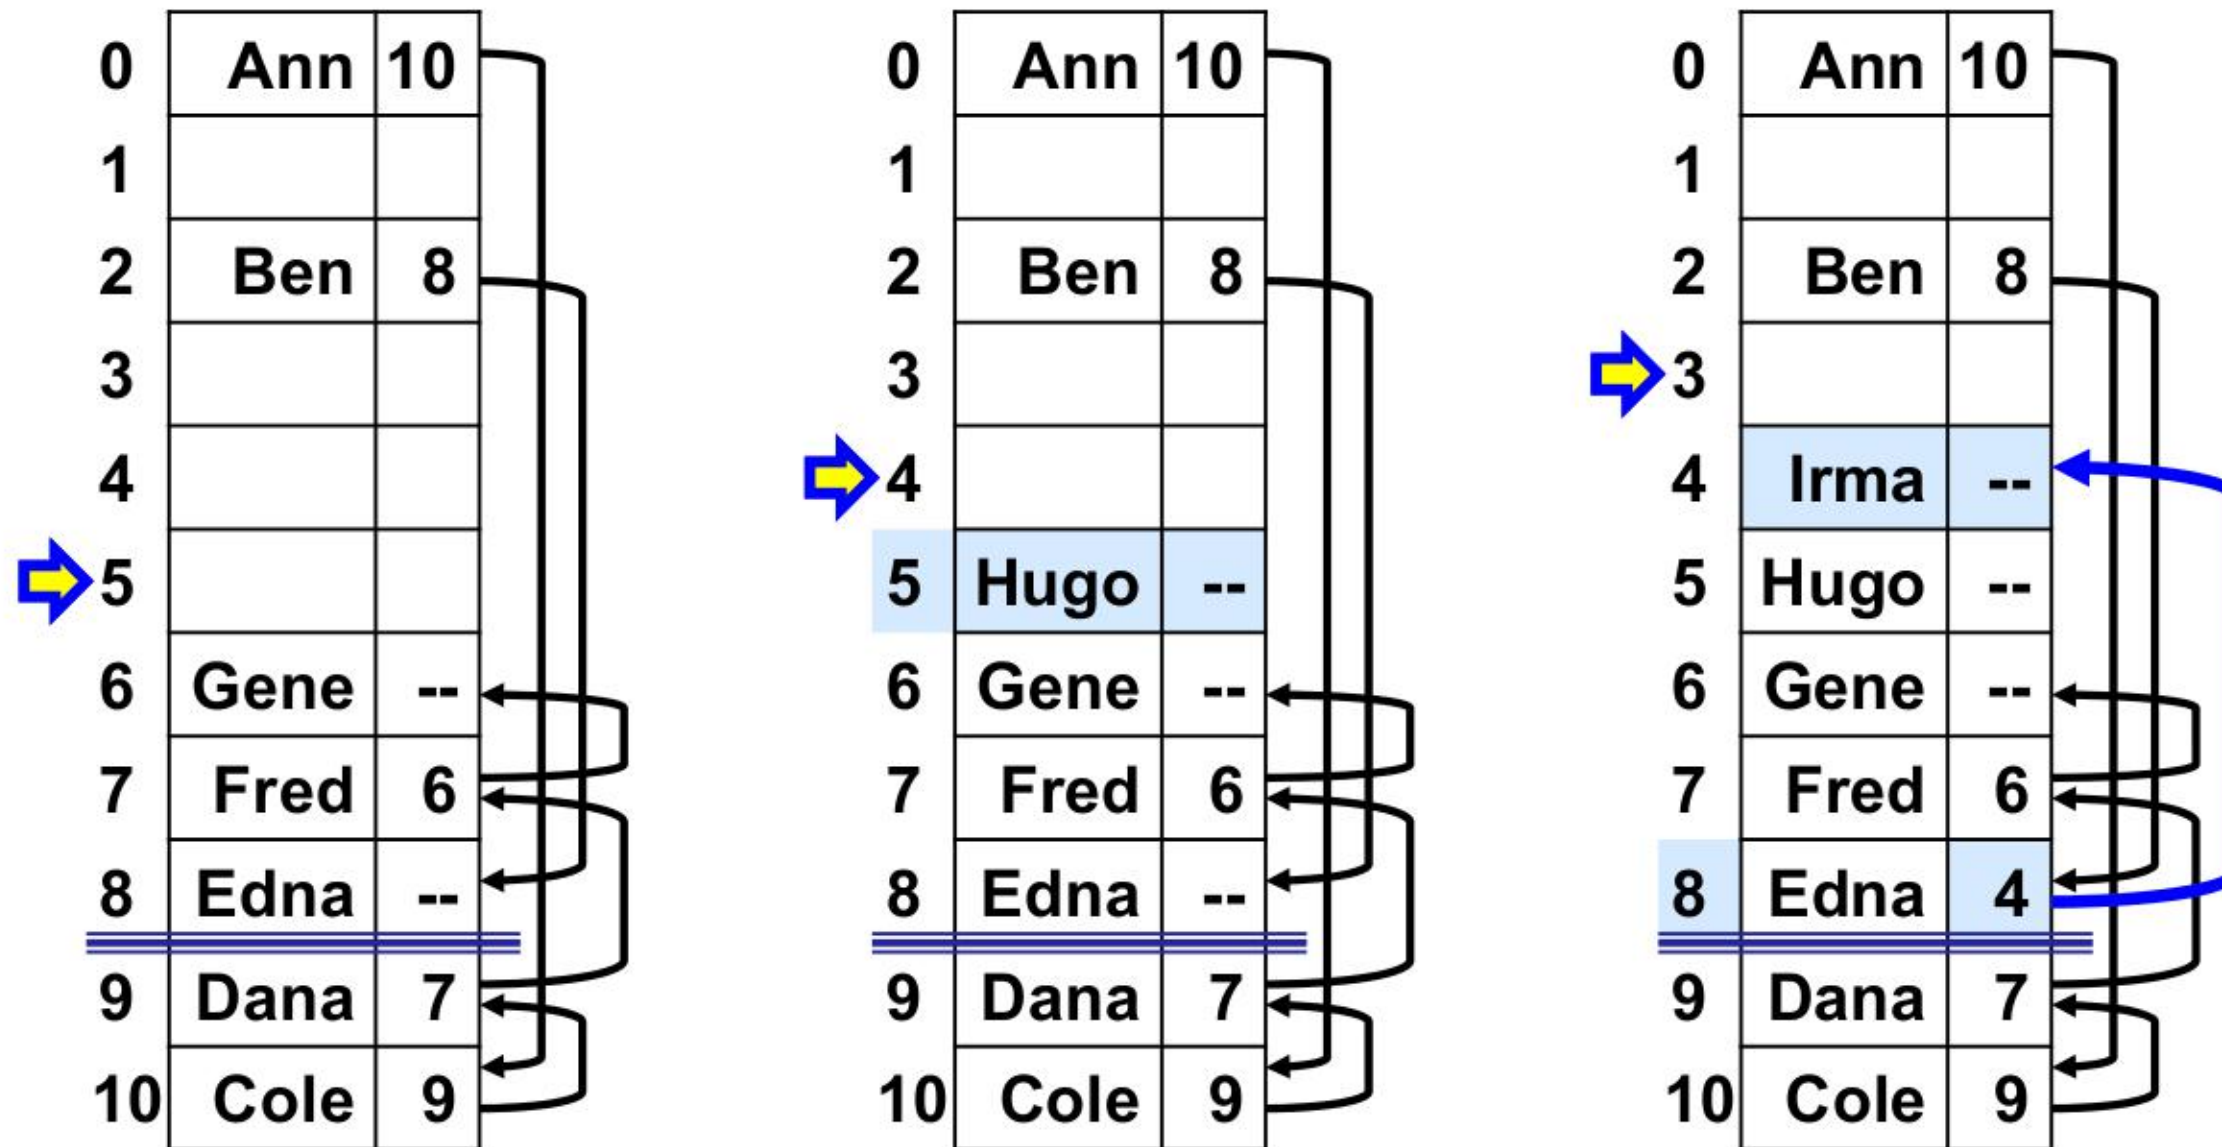 0 Ann 10
1
2 Ben 8
3
4
5
6 Gene --
7 Fred 6
8 Edna --
9 Dana 7
10 Cole 9
0 Ann 10
1
2 Ben 8
3
4
5 Hugo --
6 Gene --
7 Fred 6
8 Edna --
9 Dana 7
10 Cole 9
0 Ann 10
1
2 Ben 8
3
4 Irma --
5 Hugo --
6 Gene --
7 Fred 6
8 Edna 4
9 Dana 7
10 Cole 9